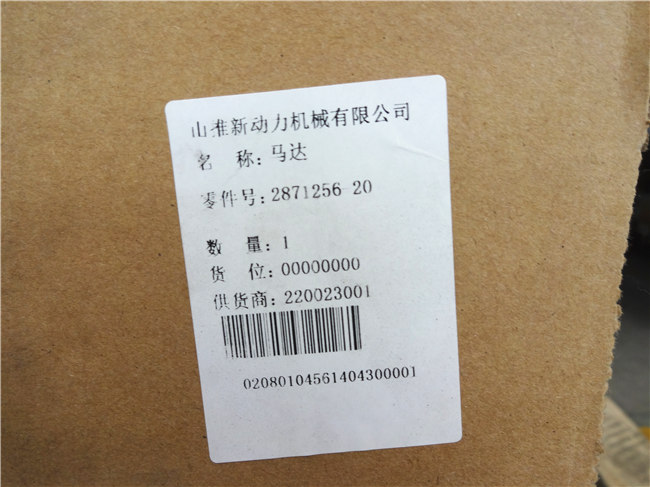 山推新动力机械有限公司
名 称: 马达
零件号: 2871256 20
数 量: 1
货 位: 00000000
供货商: 220023001
02080104561404300001